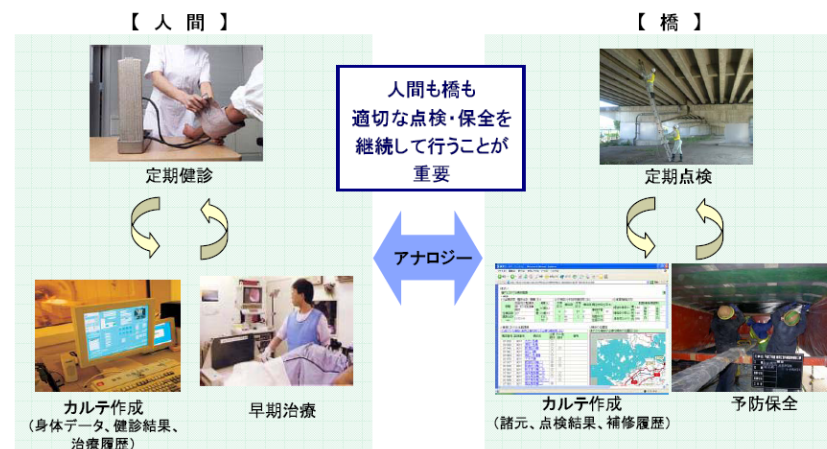 【 人 間 】
【 橋 】
人間も橋も
適切な点検・保全を
継続して行うことが
重要
定期健診
定期点検
アナロジー
カルテ作成
(身体データ、健診結果、
治療履歴)
早期治療
カルテ作成
(諸元、点検結果、補修履歴)
予防保全